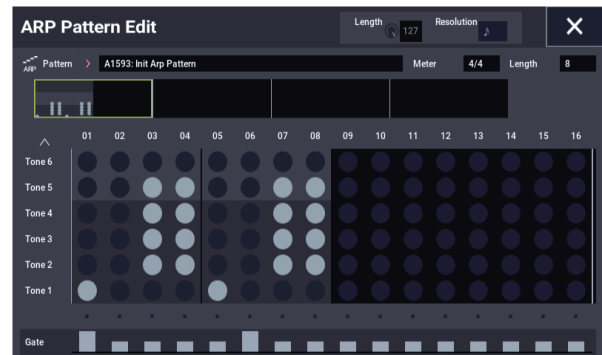 ARP Pattern Edit
Length 127 Resolution ♪
ARP Pattern > A1593: Init Arp Pattern Meter 4/4 Length 8
01 02 03 04 05 06 07 08 09 10 11 12 13 14 15 16
Tone 6
Tone 5
Tone 4
Tone 3
Tone 2
Tone 1
Gate